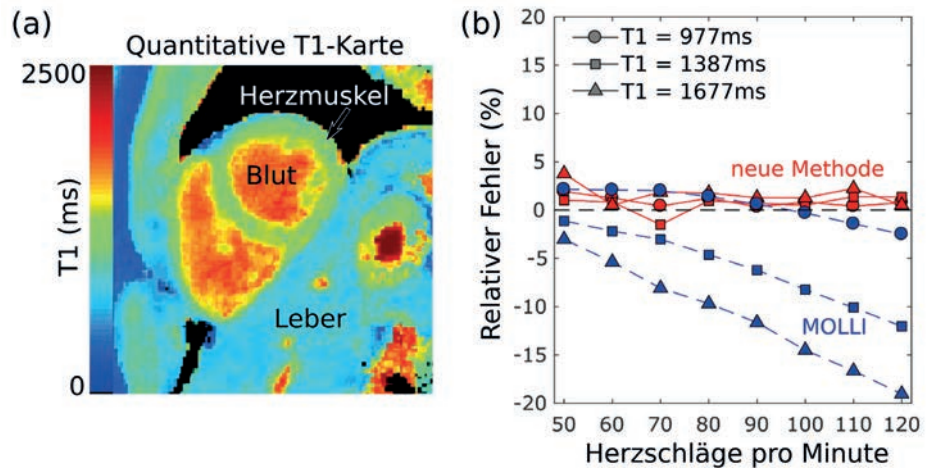 (a)
Quantitative T1-Karte
2500
T1 (ms)
0
Herzmuskel
Blut
Leber
(b)
20
15
10
5
0
-5
-10
-15
-20
Relativer Fehler (%)
T1 = 977ms
T1 = 1387ms
T1 = 1677ms
neue Methode
MOLLI
50 60 70 80 90 100 110 120
Herzschläge pro Minute